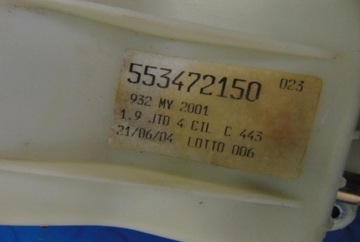 553472150 023
932 MY 2001
1.9 JTD 4 CIL C 443
21/06/04 LOTTO 006